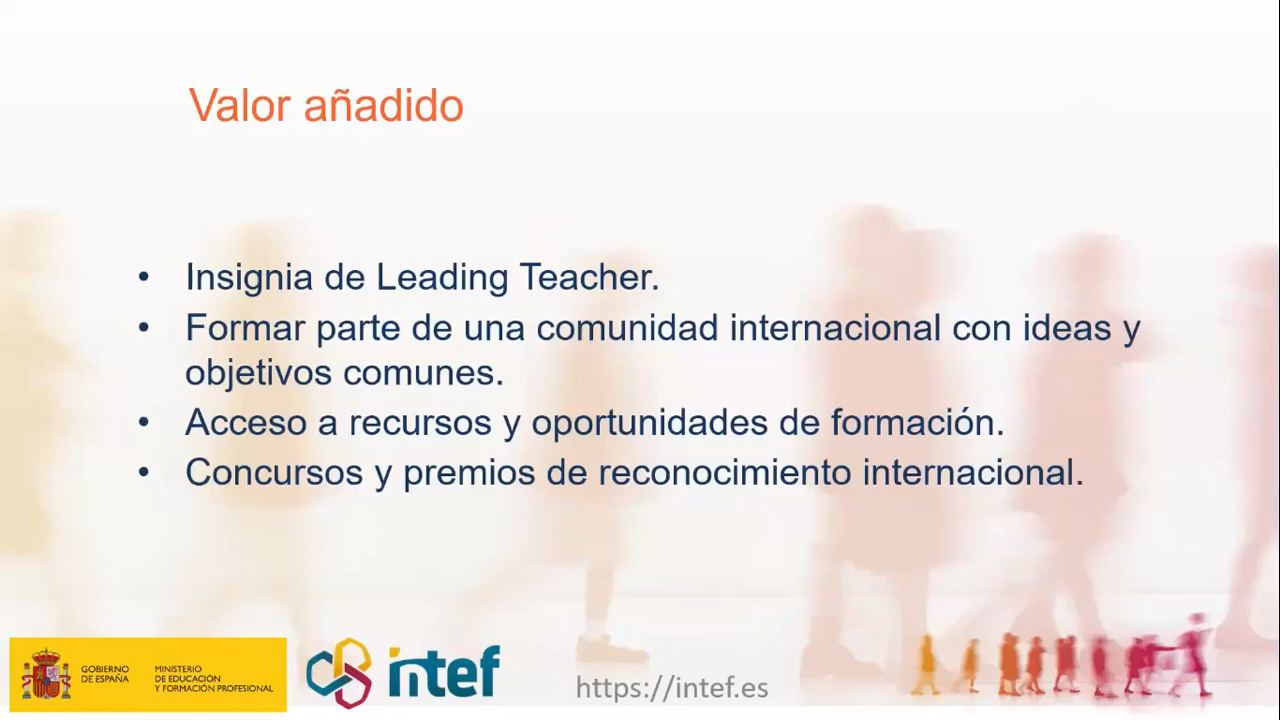 Valor añadido
• Insignia de Leading Teacher.
• Formar parte de una comunidad internacional con ideas y
objetivos comunes.
• Acceso a recursos y oportunidades de formación.
• Concursos y premios de reconocimiento internacional.
GOBIERNO
DE ESPAÑA
MINISTERIO
DE EDUCACIÓN
Y FORMACIÓN PROFESIONAL
intef
https://intef.es